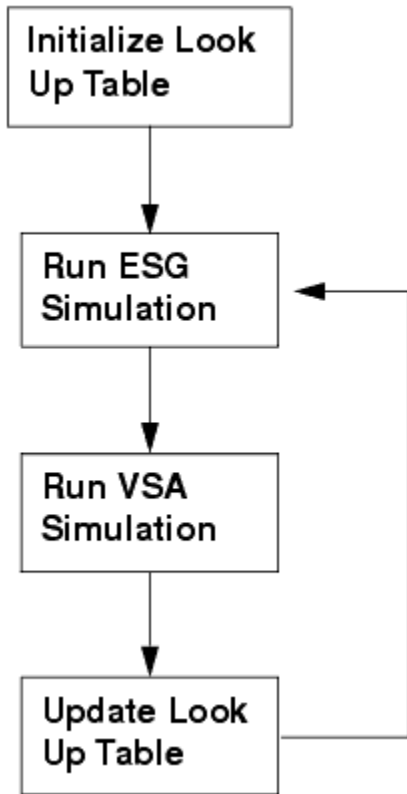 Initialize Look
Up Table
Run ESG
Simulation
Run VSA
Simulation
Update Look
Up Table